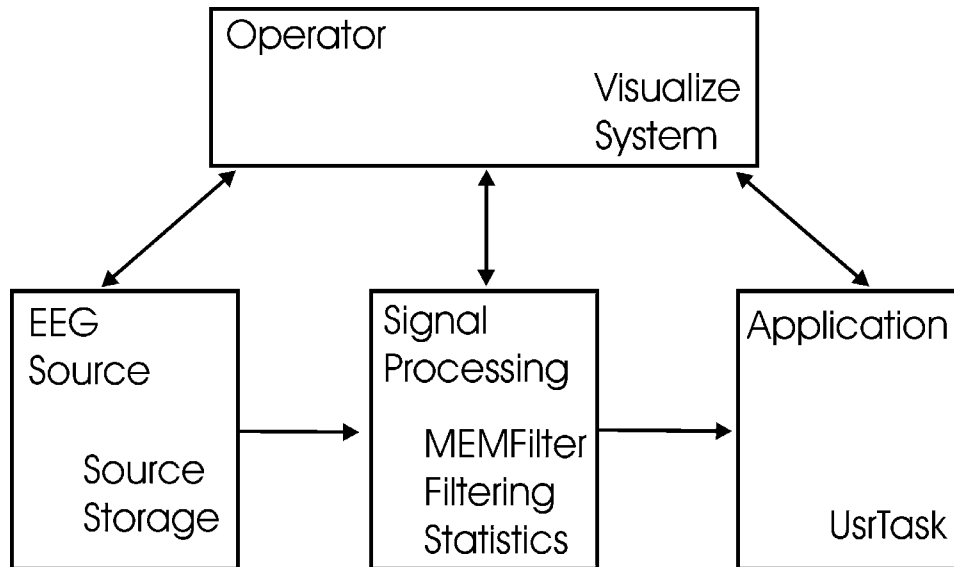 Operator
Visualize
System
EEG
Source
Source
Storage
Signal
Processing
MEMFilter
Filtering
Statistics
Application
UsrTask